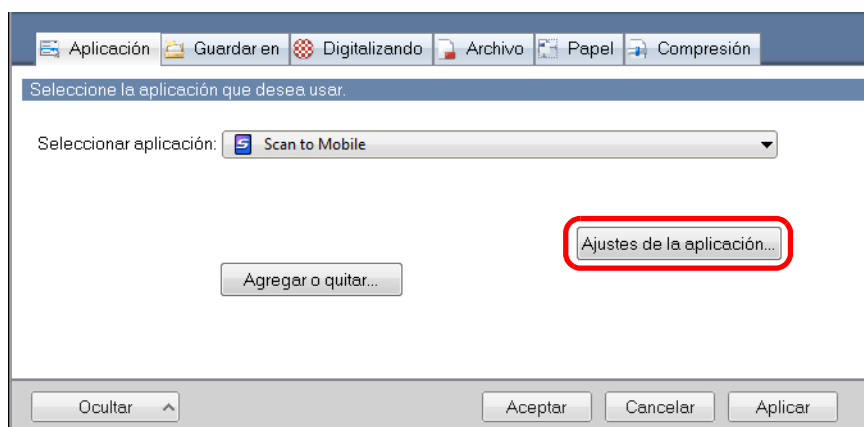 Aplicación Guardar en Digitalizando Archivo Papel Compresión
Seleccione la aplicación que desea usar.
Seleccionar aplicación: Scan to Mobile
Ajustes de la aplicación...
Agregar o quitar...
Ocultar Aceptar Cancelar Aplicar